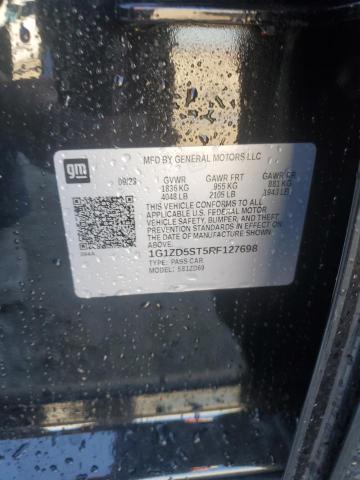 gm
MFD BY GENERAL MOTORS LLC
09/23 GVWR GAWR FRT GAWR RR
1836 KG 955 KG 881 KG
4048 LB 2105 LB 1943 LB
THIS VEHICLE CONFORMS TO ALL
APPLICABLE U.S. FEDERAL MOTOR
VEHICLE SAFETY, BUMPER, AND THEFT
PREVENTION STANDARDS IN EFFECT ON
THE DATE OF MANUFACTURE SHOWN ABOVE.
1G1ZD5ST5RF127698
TYPE: PASS CAR
MODEL: